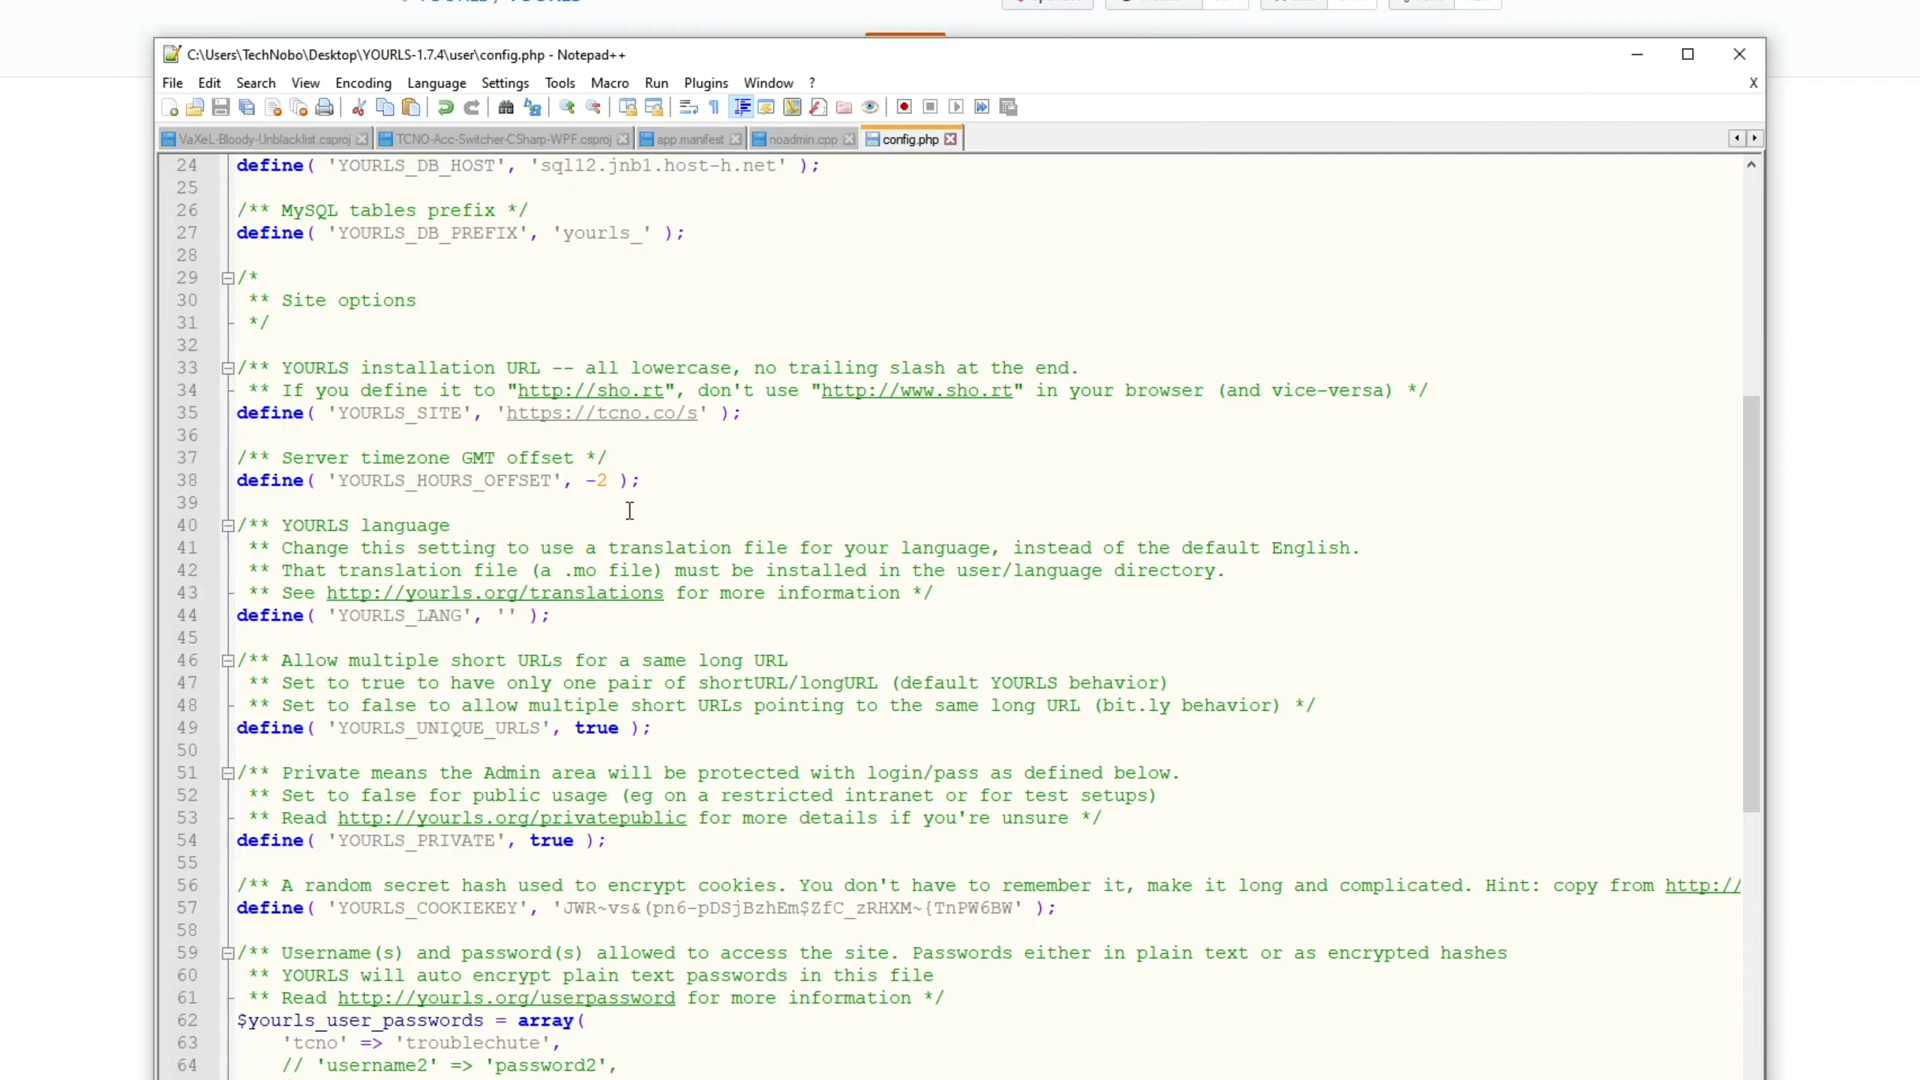 C:\Users\TechNobo\Desktop\YOURLS-1.7.4\user\config.php - Notepad++
File Edit Search View Encoding Language Settings Tools Macro Run Plugins Window ? X
VaXeL-Bloody-Unblacklist.csproj TCNO-Acc-Switcher-CSharp-WPF.csproj app.manifest noadmin.cpp config.php
24 define( 'YOURLS_DB_HOST', 'sql12.jnb1.host-h.net' );
25
26 /** MySQL tables prefix */
27 define( 'YOURLS_DB_PREFIX', 'yourls_' );
28
29 /*
30 ** Site options
31 */
32
33 /** YOURLS installation URL -- all lowercase, no trailing slash at the end.
34 ** If you define it to "http://sho.rt", don't use "http://www.sho.rt" in your browser (and vice-versa) */
35 define( 'YOURLS_SITE', 'https://tcno.co/s' );
36
37 /** Server timezone GMT offset */
38 define( 'YOURLS_HOURS_OFFSET', -2 );
39
40 /** YOURLS language
41 ** Change this setting to use a translation file for your language, instead of the default English.
42 ** That translation file (a .mo file) must be installed in the user/language directory.
43 ** See http://yourls.org/translations for more information */
44 define( 'YOURLS_LANG', '' );
45
46 /** Allow multiple short URLs for a same long URL
47 ** Set to true to have only one pair of shortURL/longURL (default YOURLS behavior)
48 ** Set to false to allow multiple short URLs pointing to the same long URL (bit.ly behavior) */
49 define( 'YOURLS_UNIQUE_URLS', true );
50
51 /** Private means the Admin area will be protected with login/pass as defined below.
52 ** Set to false for public usage (eg on a restricted intranet or for test setups)
53 ** Read http://yourls.org/privatepublic for more details if you're unsure */
54 define( 'YOURLS_PRIVATE', true );
55
56 /** A random secret hash used to encrypt cookies. You don't have to remember it, make it long and complicated. Hint: copy from http://
57 define( 'YOURLS_COOKIEKEY', 'JWR~vs&(pn6-pDSjBzhEm$ZfC_zRHXM~{TnPW6BW' );
58
59 /** Username(s) and password(s) allowed to access the site. Passwords either in plain text or as encrypted hashes
60 ** YOURLS will auto encrypt plain text passwords in this file
61 ** Read http://yourls.org/userpassword for more information */
62 $yourls_user_passwords = array(
63 'tcno' => 'troublechute',
64 // 'username2' => 'password2',